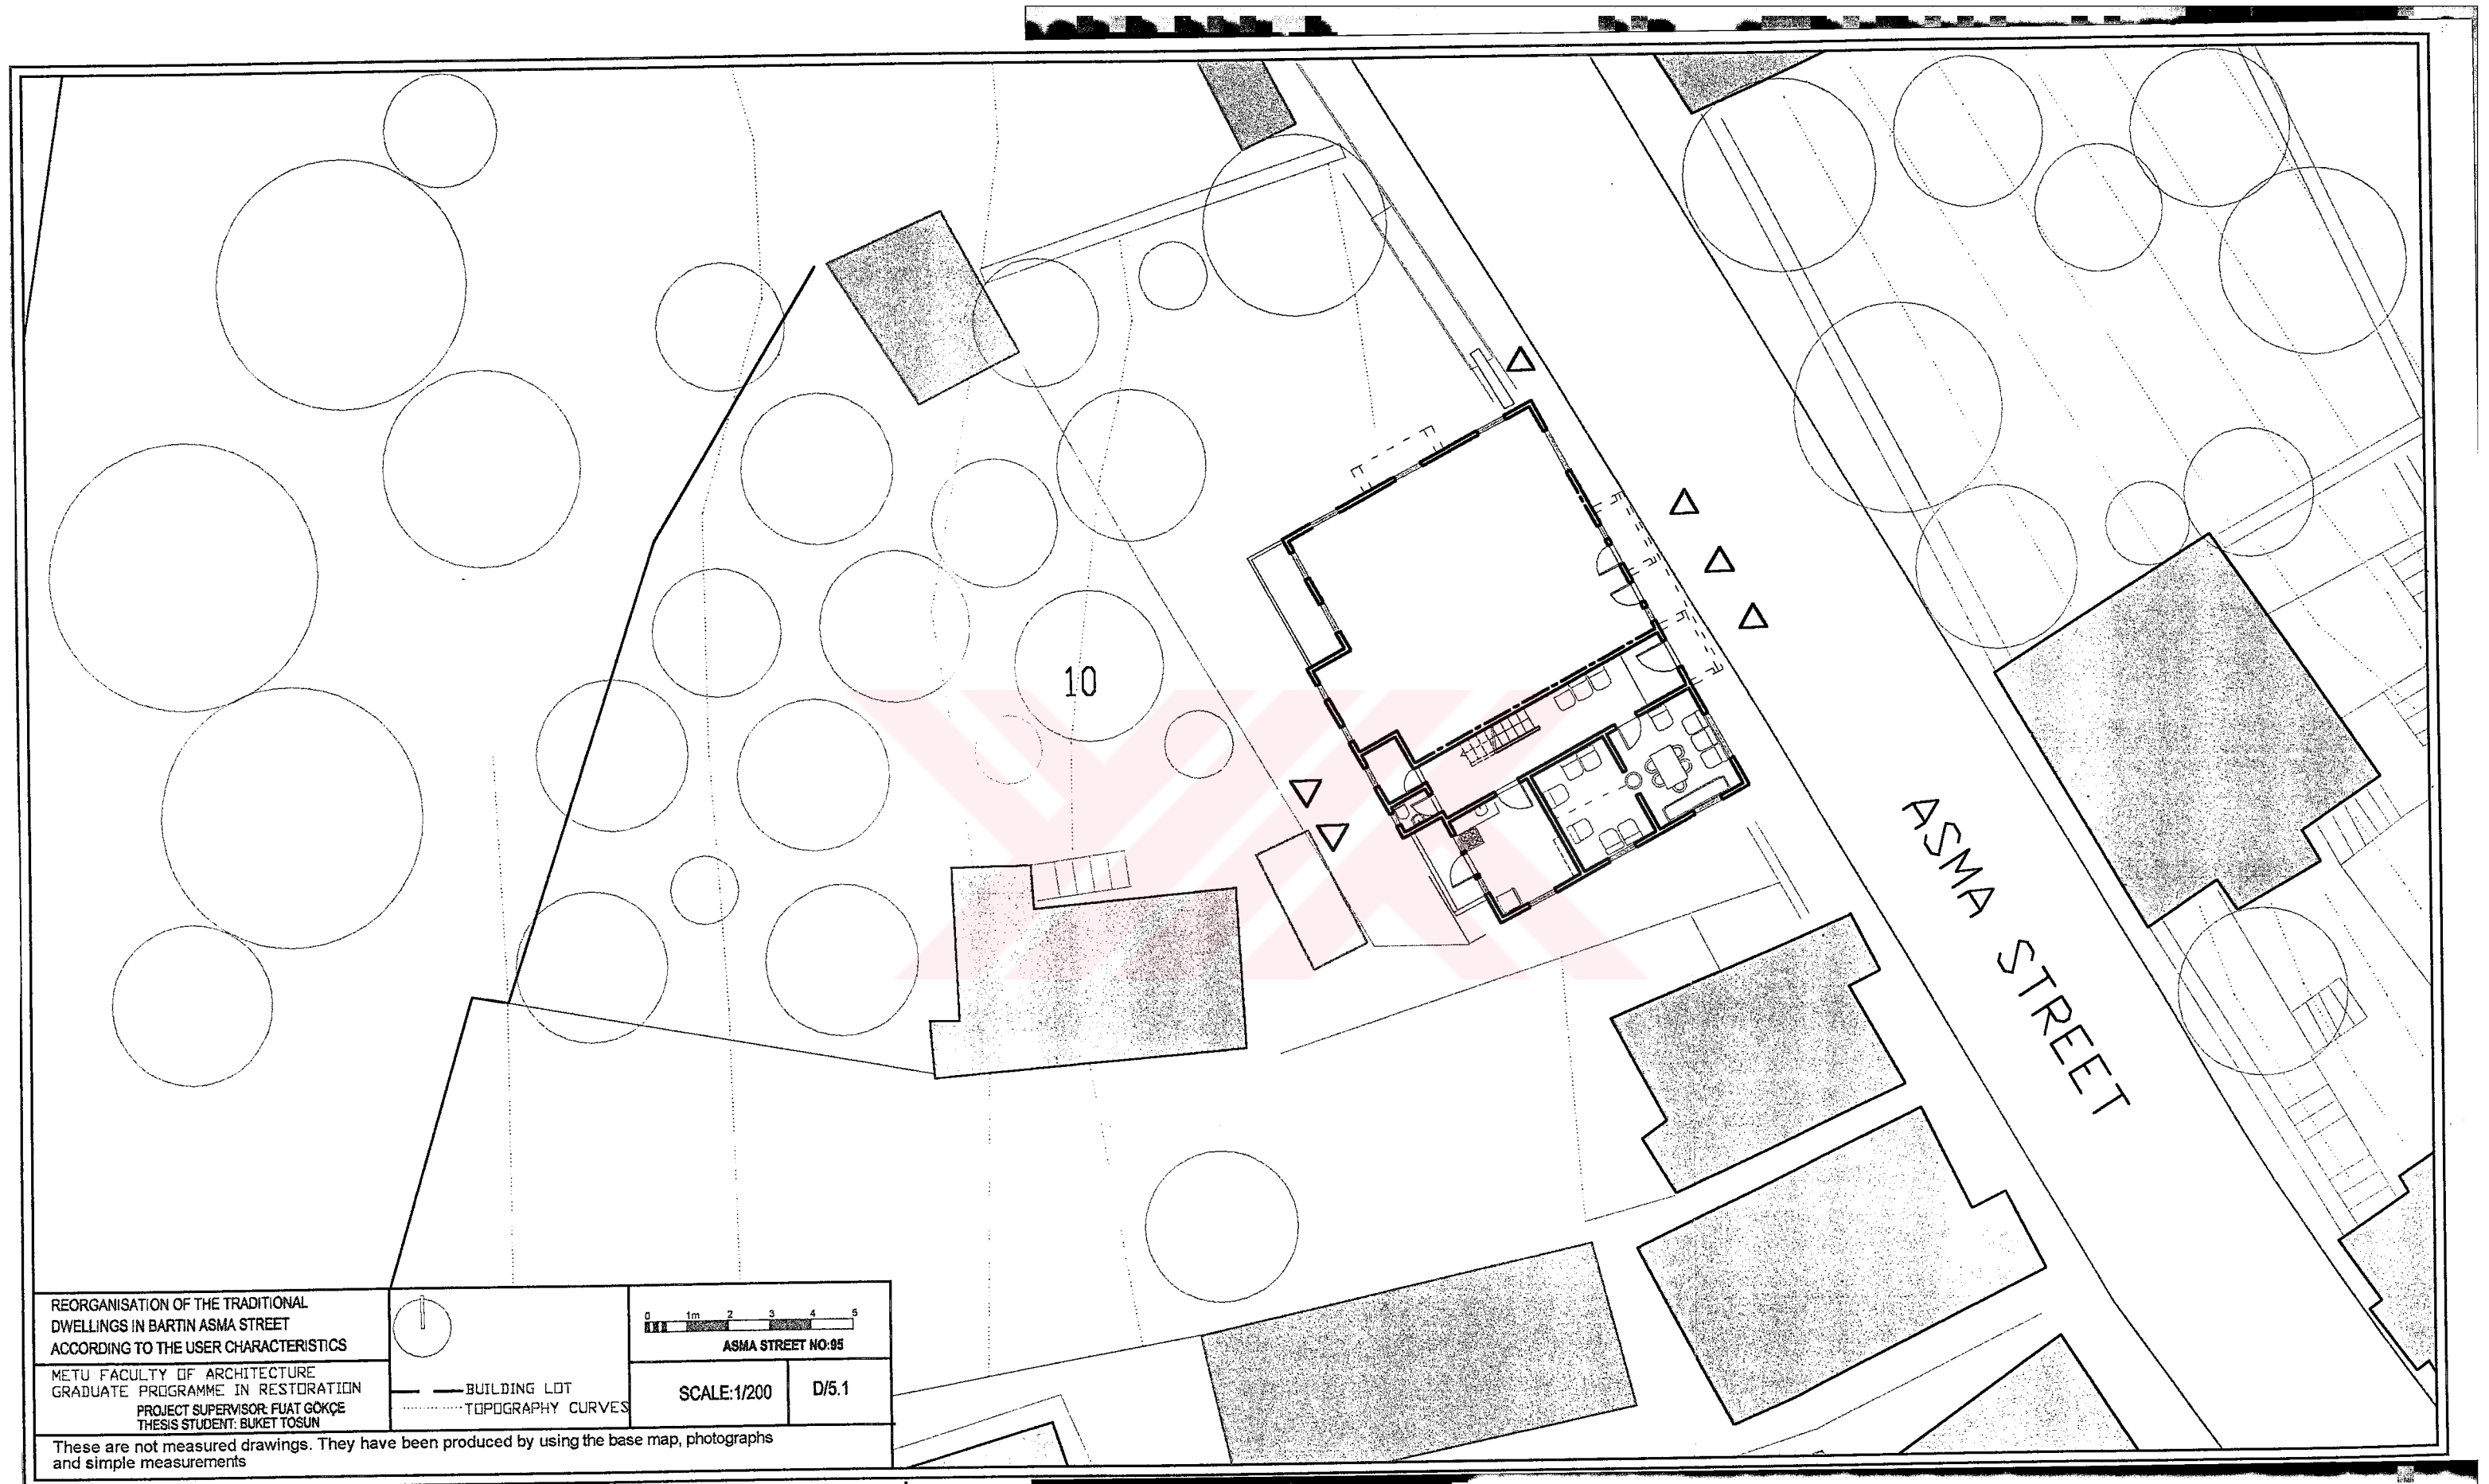 10
ASMA STREET
REORGANISATION OF THE TRADITIONAL
DWELLINGS IN BARTIN ASMA STREET
ACCORDING TO THE USER CHARACTERISTICS
METU FACULTY OF ARCHITECTURE
GRADUATE PROGRAMME IN RESTORATION
PROJECT SUPERVISOR: FUAT GÖKÇE
THESIS STUDENT: BUKET TOSUN
BUILDING LOT
TOPOGRAPHY CURVES
0 1m 2 3 4 5
ASMA STREET NO:95
SCALE:1/200
D/5.1
These are not measured drawings. They have been produced by using the base map, photographs
and simple measurements